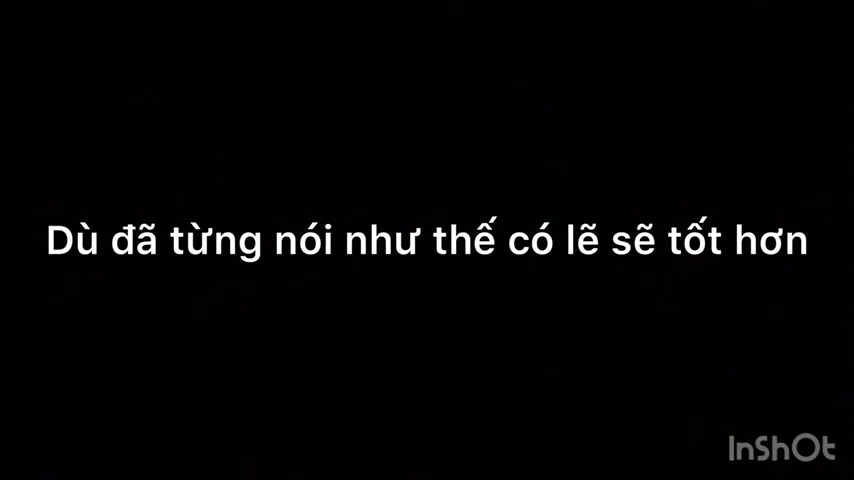 Dù đã từng nói như thế có lẽ sẽ tốt hơn
InShOt